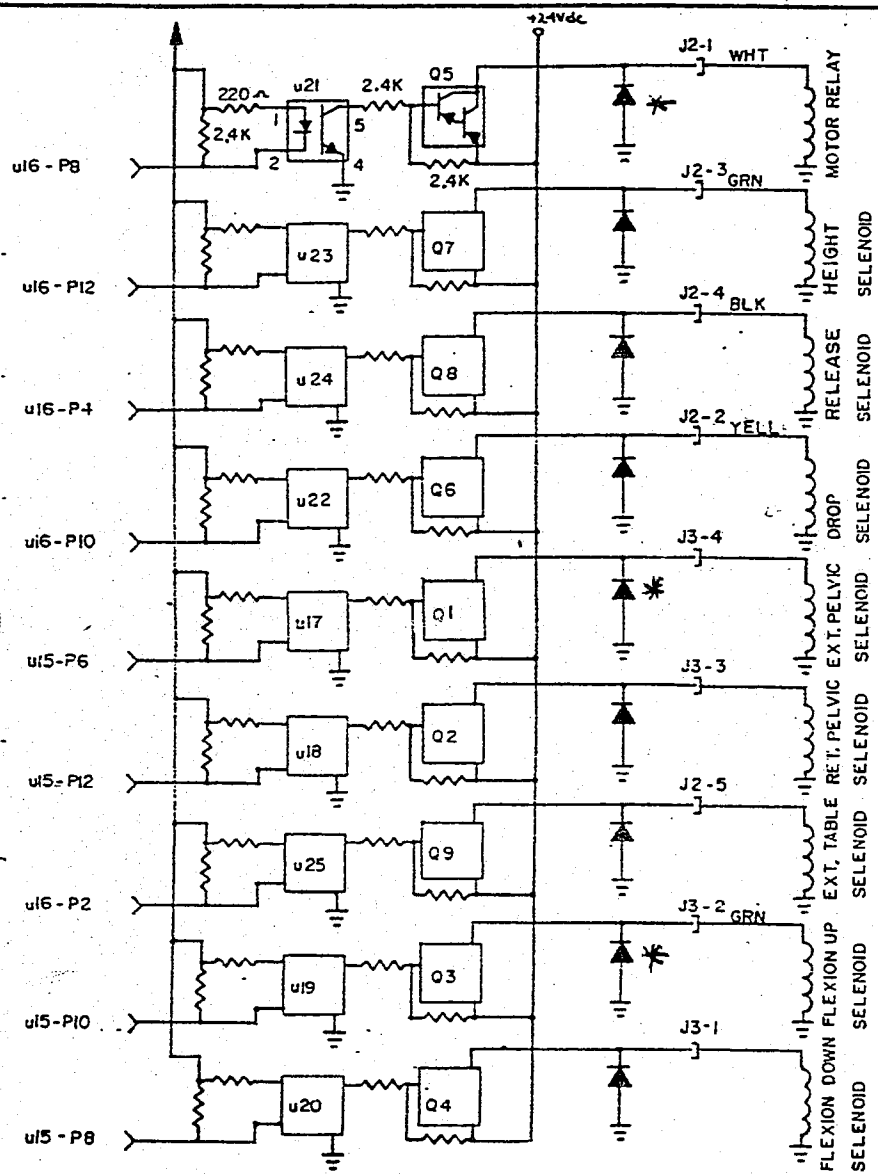 +24Vdc
J2-1 WHT
MOTOR RELAY
220Ω
u21
2.4K
Q5
1
5
2.4K
2
4
u16-P8
2.4K
J2-3 GRN
HEIGHT
SELENOID
u23
Q7
u16-P12
J2-4 BLK
RELEASE
SELENOID
u24
Q8
u16-P4
J2-2 YELL
DROP
SELENOID
u22
Q6
u16-P10
J3-4
EXT. PELVIC
SELENOID
u17
Q1
u15-P6
J3-3
RET. PELVIC
SELENOID
u18
Q2
u15-P12
J2-5
EXT, TABLE
SELENOID
u25
Q9
u16-P2
J3-2 GRN
FLEXION UP
SELENOID
u19
Q3
u15-P10
J3-1
FLEXION DOWN
SELENOID
u20
Q4
u15-P8